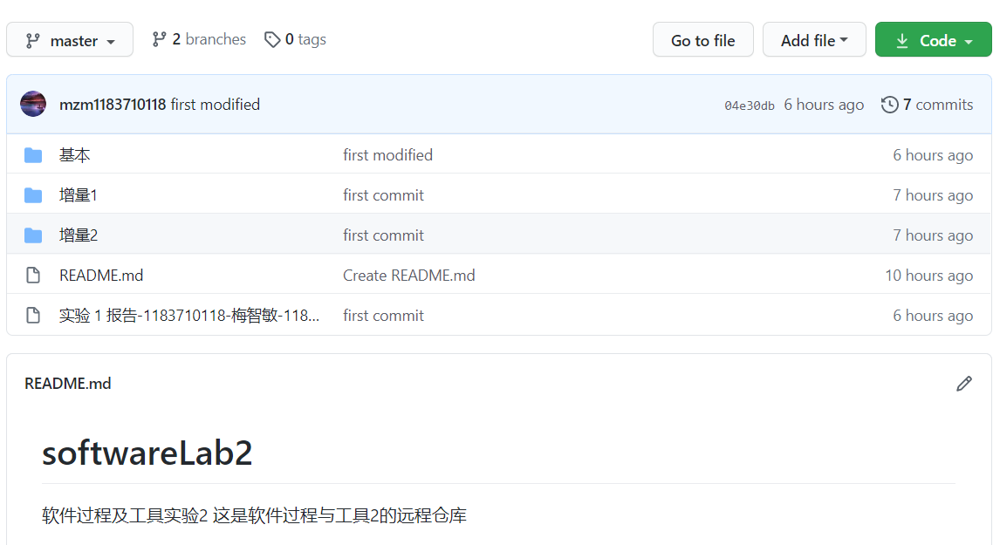 master 2 branches 0 tags Go to file Add file Code
mzm1183710118 first modified 04e30db 6 hours ago 7 commits
基本 first modified 6 hours ago
增量1 first commit 7 hours ago
增量2 first commit 7 hours ago
README.md Create README.md 10 hours ago
实验 1 报告-1183710118-梅智敏-118... first commit 6 hours ago
README.md
softwareLab2
软件过程及工具实验2 这是软件过程与工具2的远程仓库